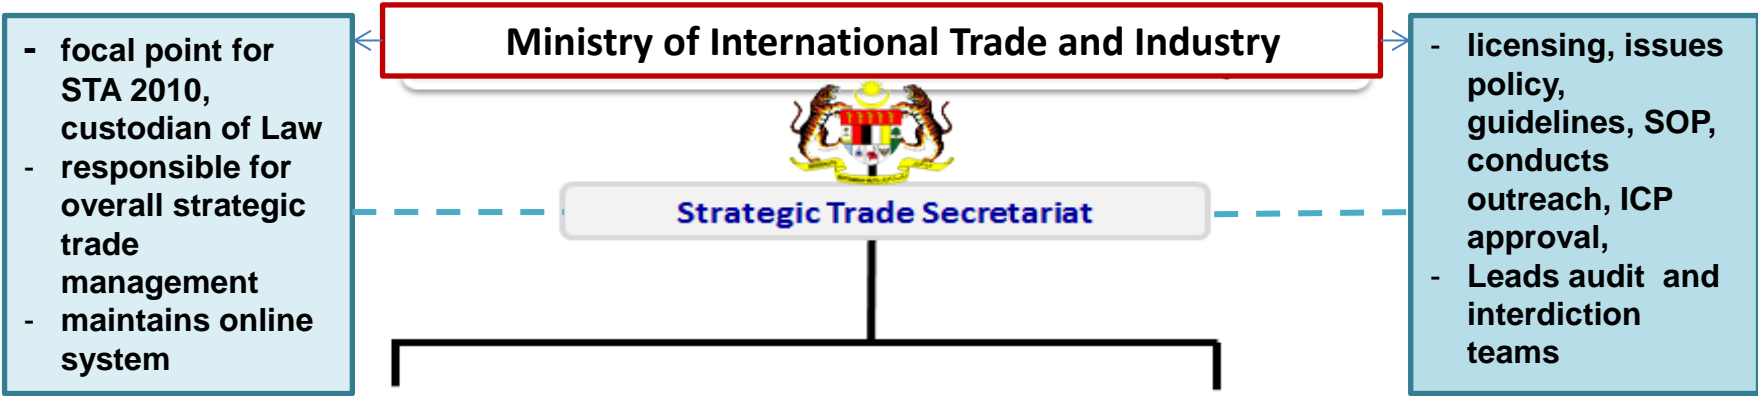 Ministry of International Trade and Industry
- focal point for
STA 2010,
custodian of Law
- responsible for
overall strategic
trade
management
- maintains online
system
Strategic Trade Secretariat
- licensing, issues
policy,
guidelines, SOP,
conducts
outreach, ICP
approval,
- Leads audit and
interdiction
teams